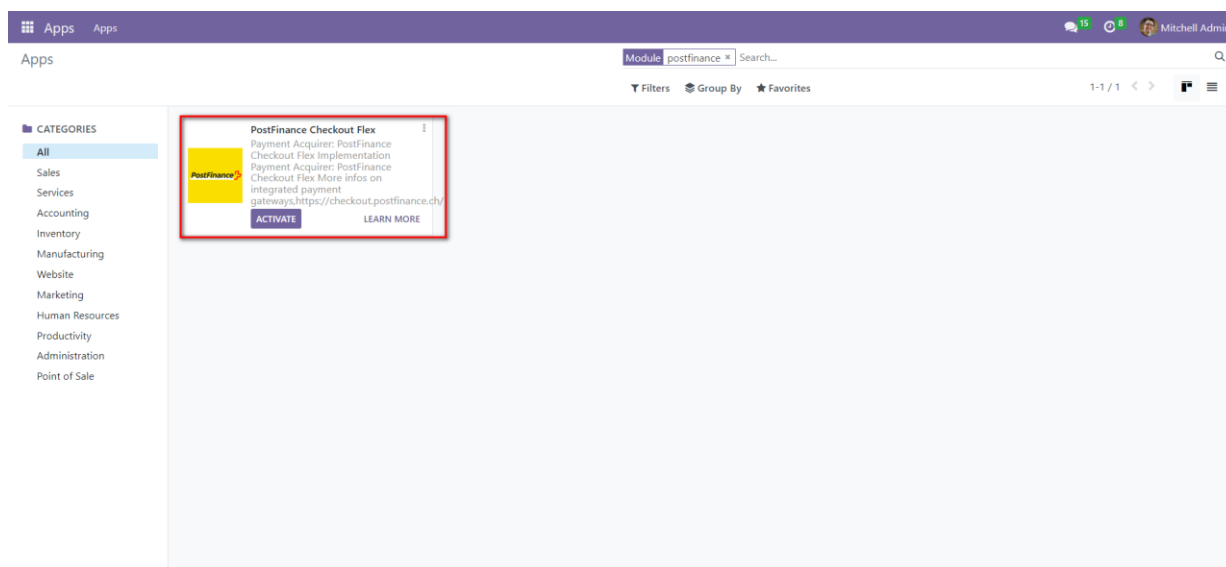 Apps Apps 15 8 Mitchell Admin
Apps
Module postfinance × Search...
Filters Group By Favorites 1-1 / 1
CATEGORIES
All
Sales
Services
Accounting
Inventory
Manufacturing
Website
Marketing
Human Resources
Productivity
Administration
Point of Sale
PostFinance
PostFinance Checkout Flex
Payment Acquirer: PostFinance
Checkout Flex Implementation
Payment Acquirer: PostFinance
Checkout Flex More infos on
integrated payment
gateways,https://checkout.postfinance.ch/
ACTIVATE LEARN MORE